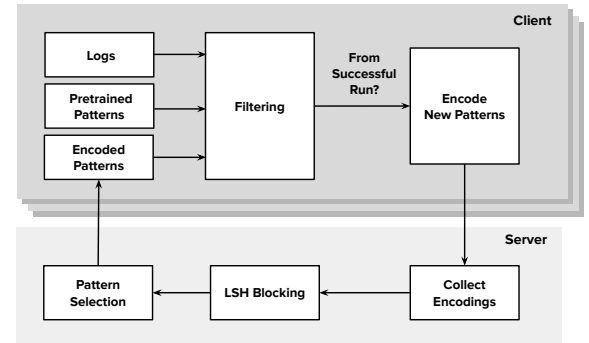 Client
Logs
Pretrained
Patterns
Encoded
Patterns
Filtering
From
Successful
Run?
Encode
New Patterns
Server
Pattern
Selection
LSH Blocking
Collect
Encodings